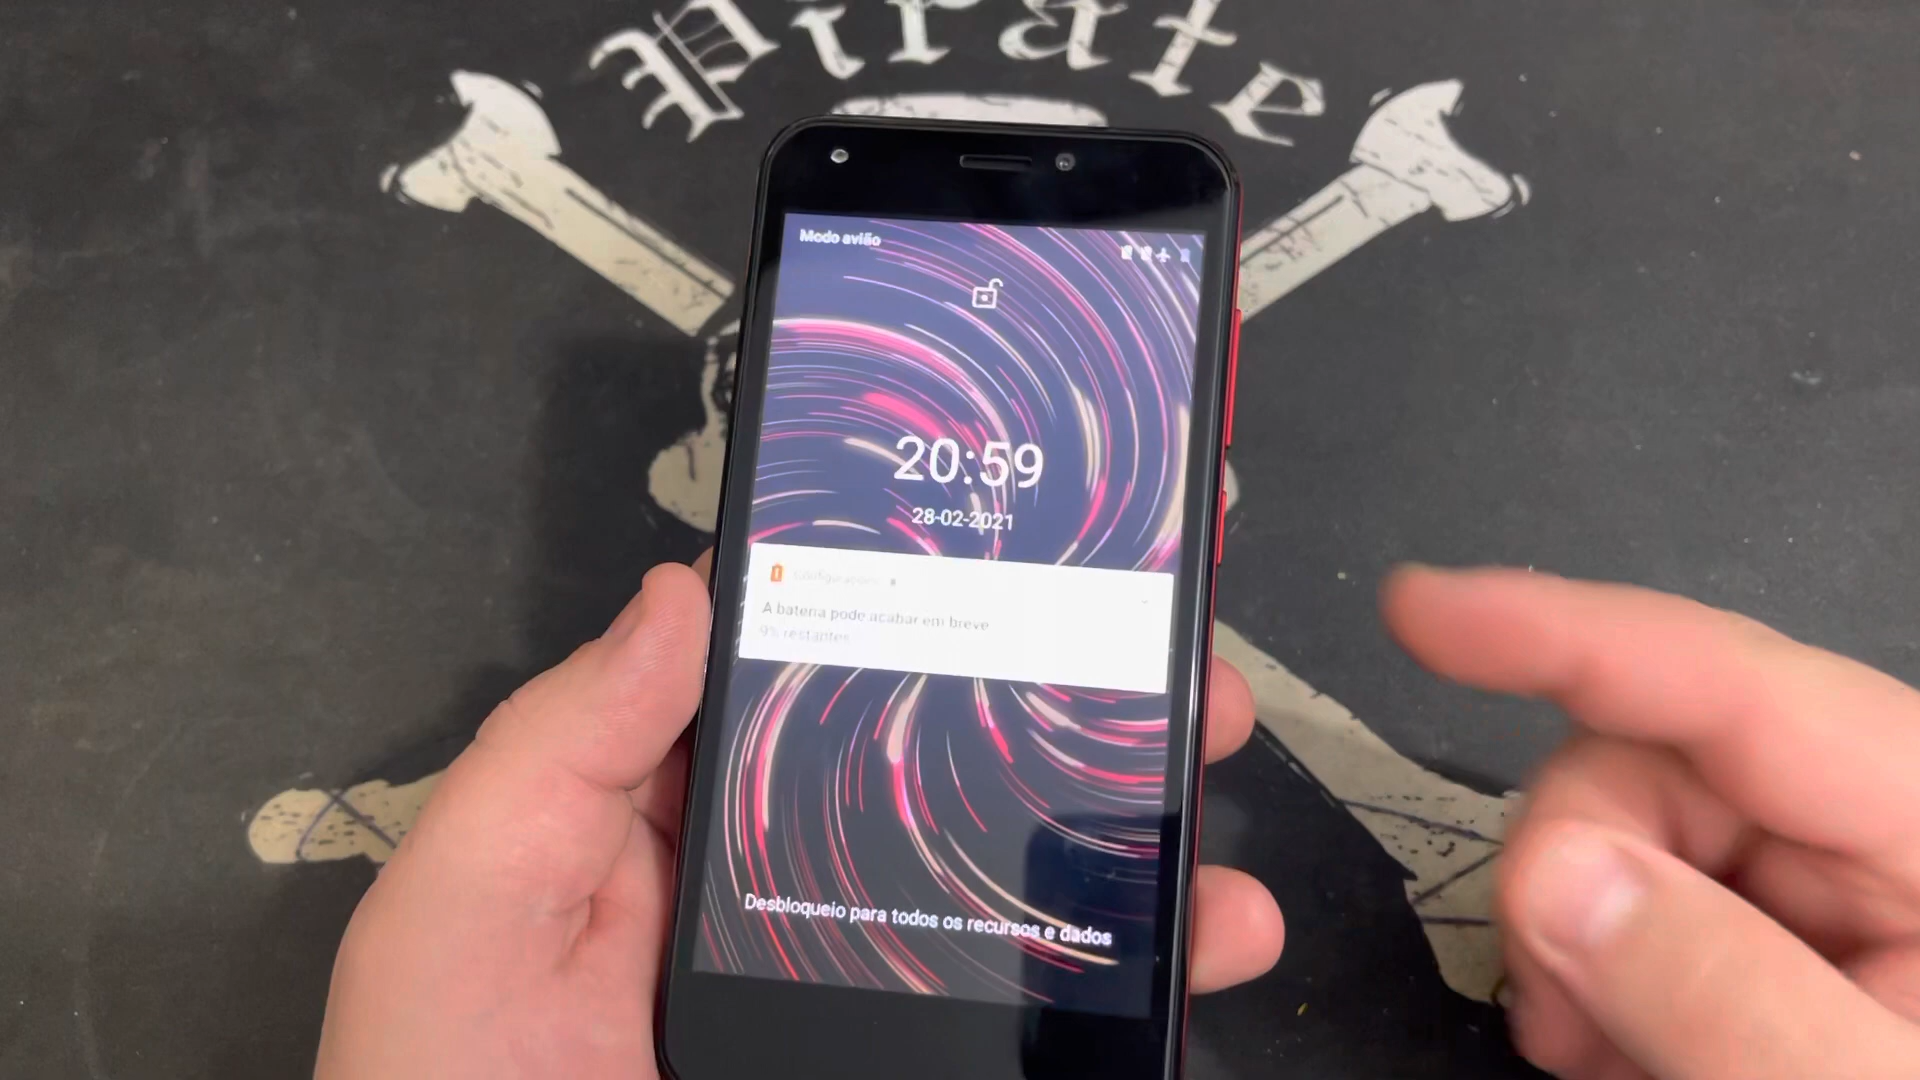 Pirate
Modo avião
20:59
28-02-2021
Configurações
A bateria pode acabar em breve
9% restantes
Desbloqueio para todos os recursos e dados